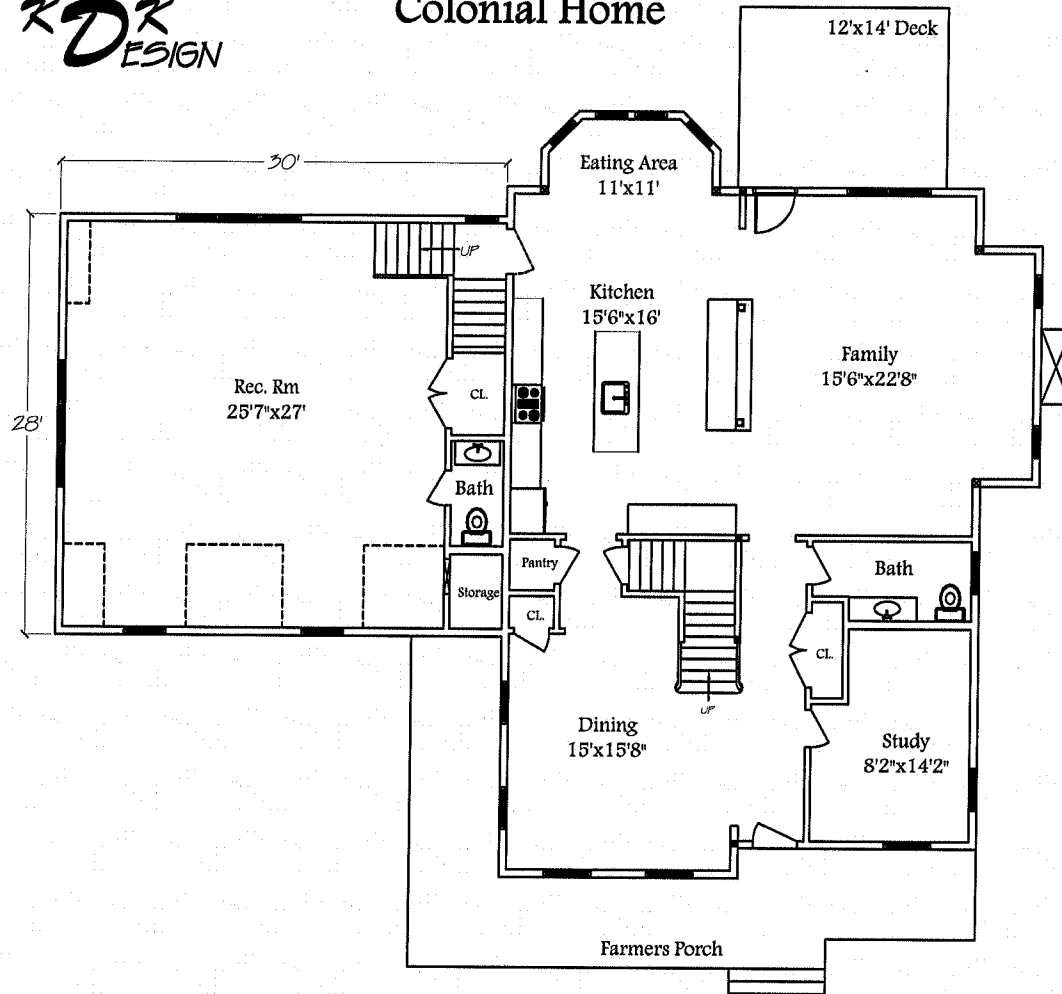 KDK
DESIGN
Colonial Home
12'x14' Deck
30'
Eating Area
11'x11'
UP
Kitchen
15'6"x16'
Family
15'6"x22'8"
Rec. Rm
25'7"x27'
CL.
28'
Bath
Pantry
Storage
Bath
CL.
CL.
UP
Dining
15'x15'8"
Study
8'2"x14'2"
Farmers Porch